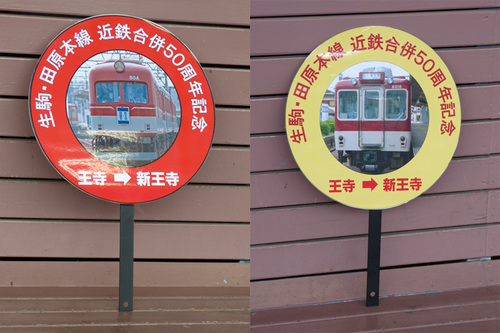 生駒・田原本線 近鉄合併50周年記念
王寺 ➡ 新王寺
生駒・田原本線 近鉄合併50周年記念
王寺 ➡ 新王寺